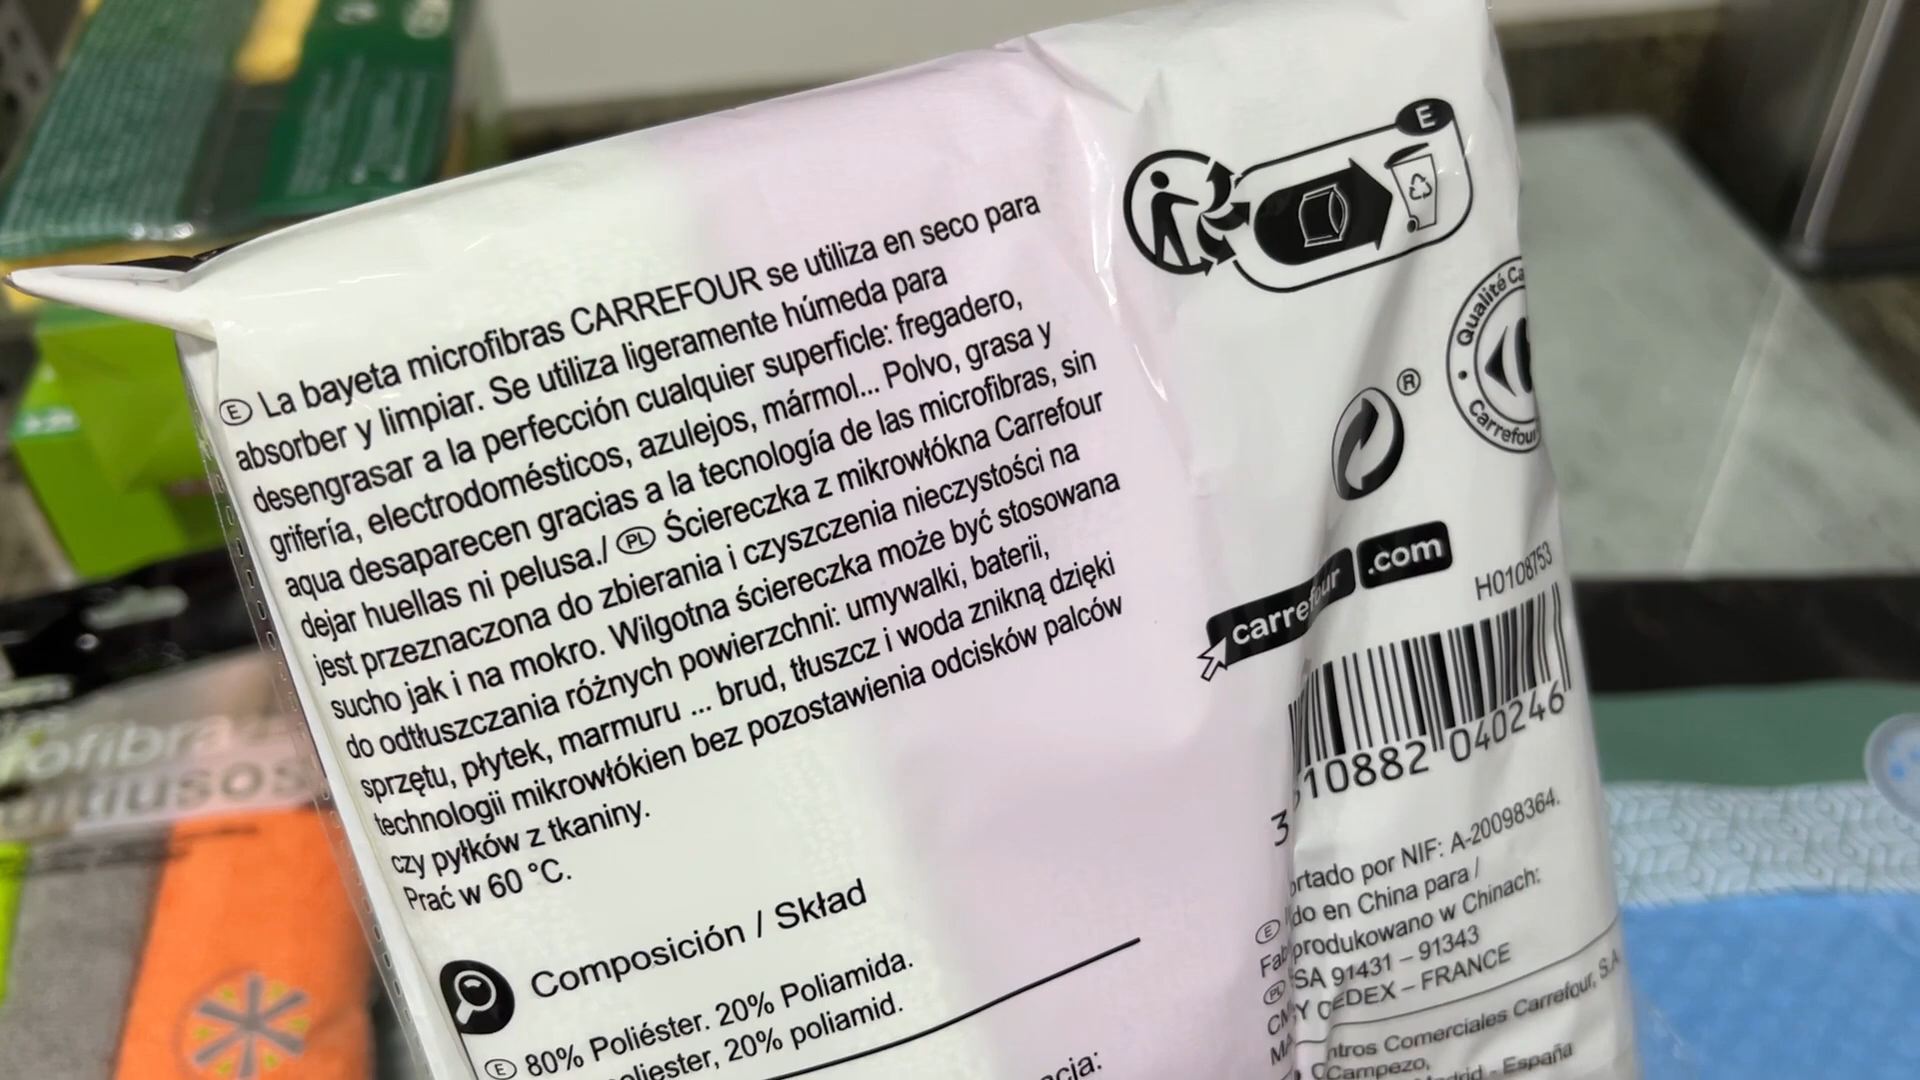 E La bayeta microfibras CARREFOUR se utiliza en seco para
absorber y limpiar. Se utiliza ligeramente húmeda para
desengrasar a la perfección cualquier superficie: fregadero,
grifería, electrodomésticos, azulejos, mármol... Polvo, grasa y
aqua desaparecen gracias a la tecnología de las microfibras, sin
dejar huellas ni pelusa./ PL Ściereczka z mikrowłókna Carrefour
jest przeznaczona do zbierania i czyszczenia nieczystości na
sucho jak i na mokro. Wilgotna ściereczka może być stosowana
do odtłuszczania różnych powierzchni: umywalki, baterii,
sprzętu, płytek, marmuru ... brud, tłuszcz i woda znikną dzięki
technologii mikrowłókien bez pozostawienia odcisków palców
czy pyłków z tkaniny.
Prać w 60 °C.
Composición / Skład
E 80% Poliéster. 20% Poliamida.
20% poliamid.
E
Qualité
Carrefour
®
carrefour .com
H0108753
3 10882 040246
E por NIF: A-20098364.
en China para /
PL produkowano w Chinach:
SA 91431 – 91343
CEDEX – FRANCE
Comerciales Carrefour, S.A
Campezo,
España